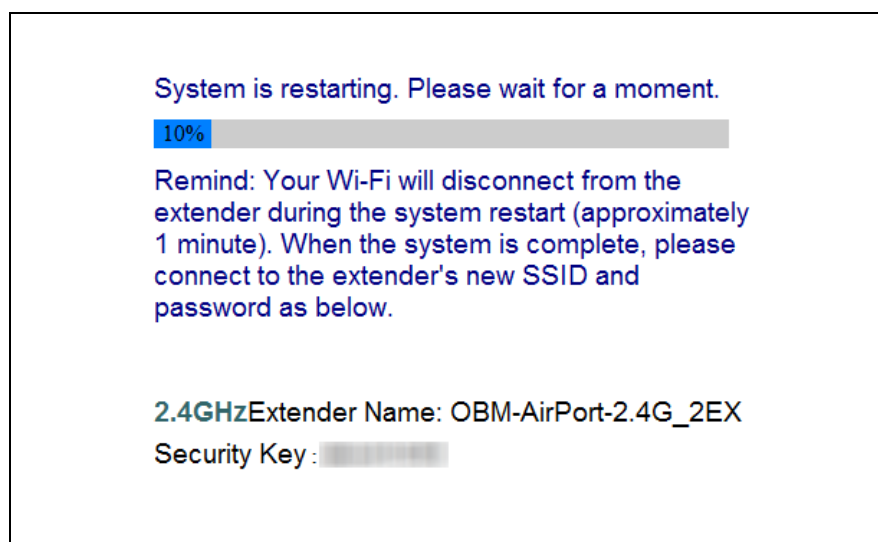 System is restarting. Please wait for a moment.
10%
Remind: Your Wi-Fi will disconnect from the
extender during the system restart (approximately
1 minute). When the system is complete, please
connect to the extender's new SSID and
password as below.
2.4GHzExtender Name: OBM-AirPort-2.4G_2EX
Security Key :